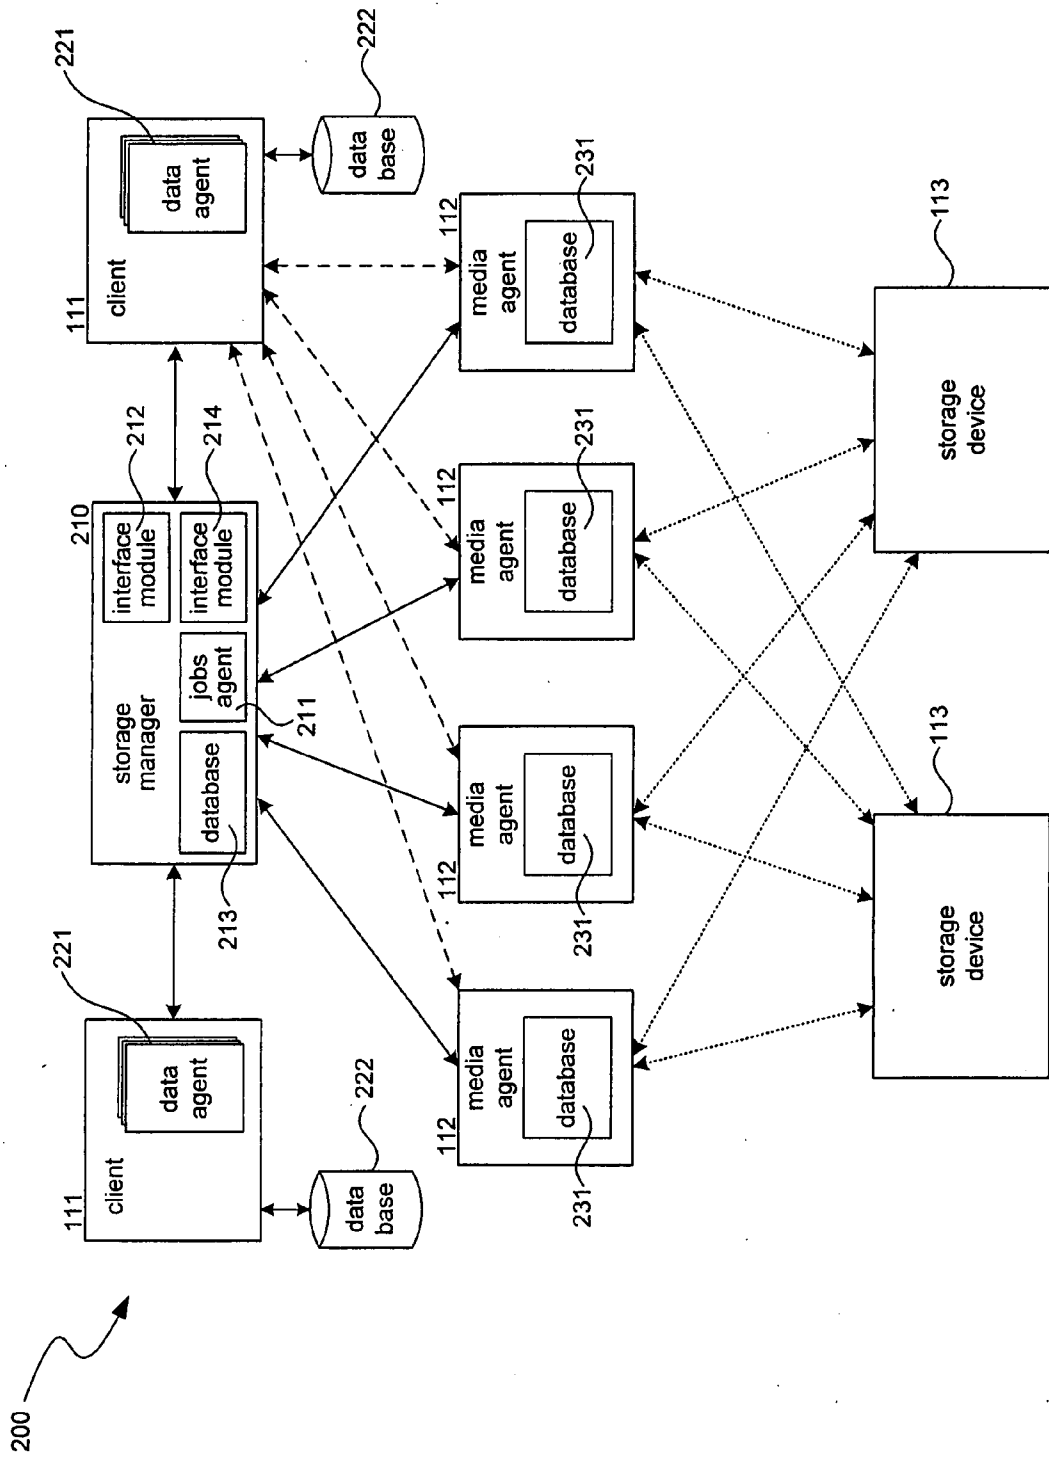 200
111
client
data
agent
221
data
base
222
210
storage
manager
database
213
jobs
agent
211
interface
module
212
interface
module
214
111
client
data
agent
221
data
base
222
112
media
agent
database
231
112
media
agent
database
231
112
media
agent
database
231
112
media
agent
database
231
storage
device
113
storage
device
113